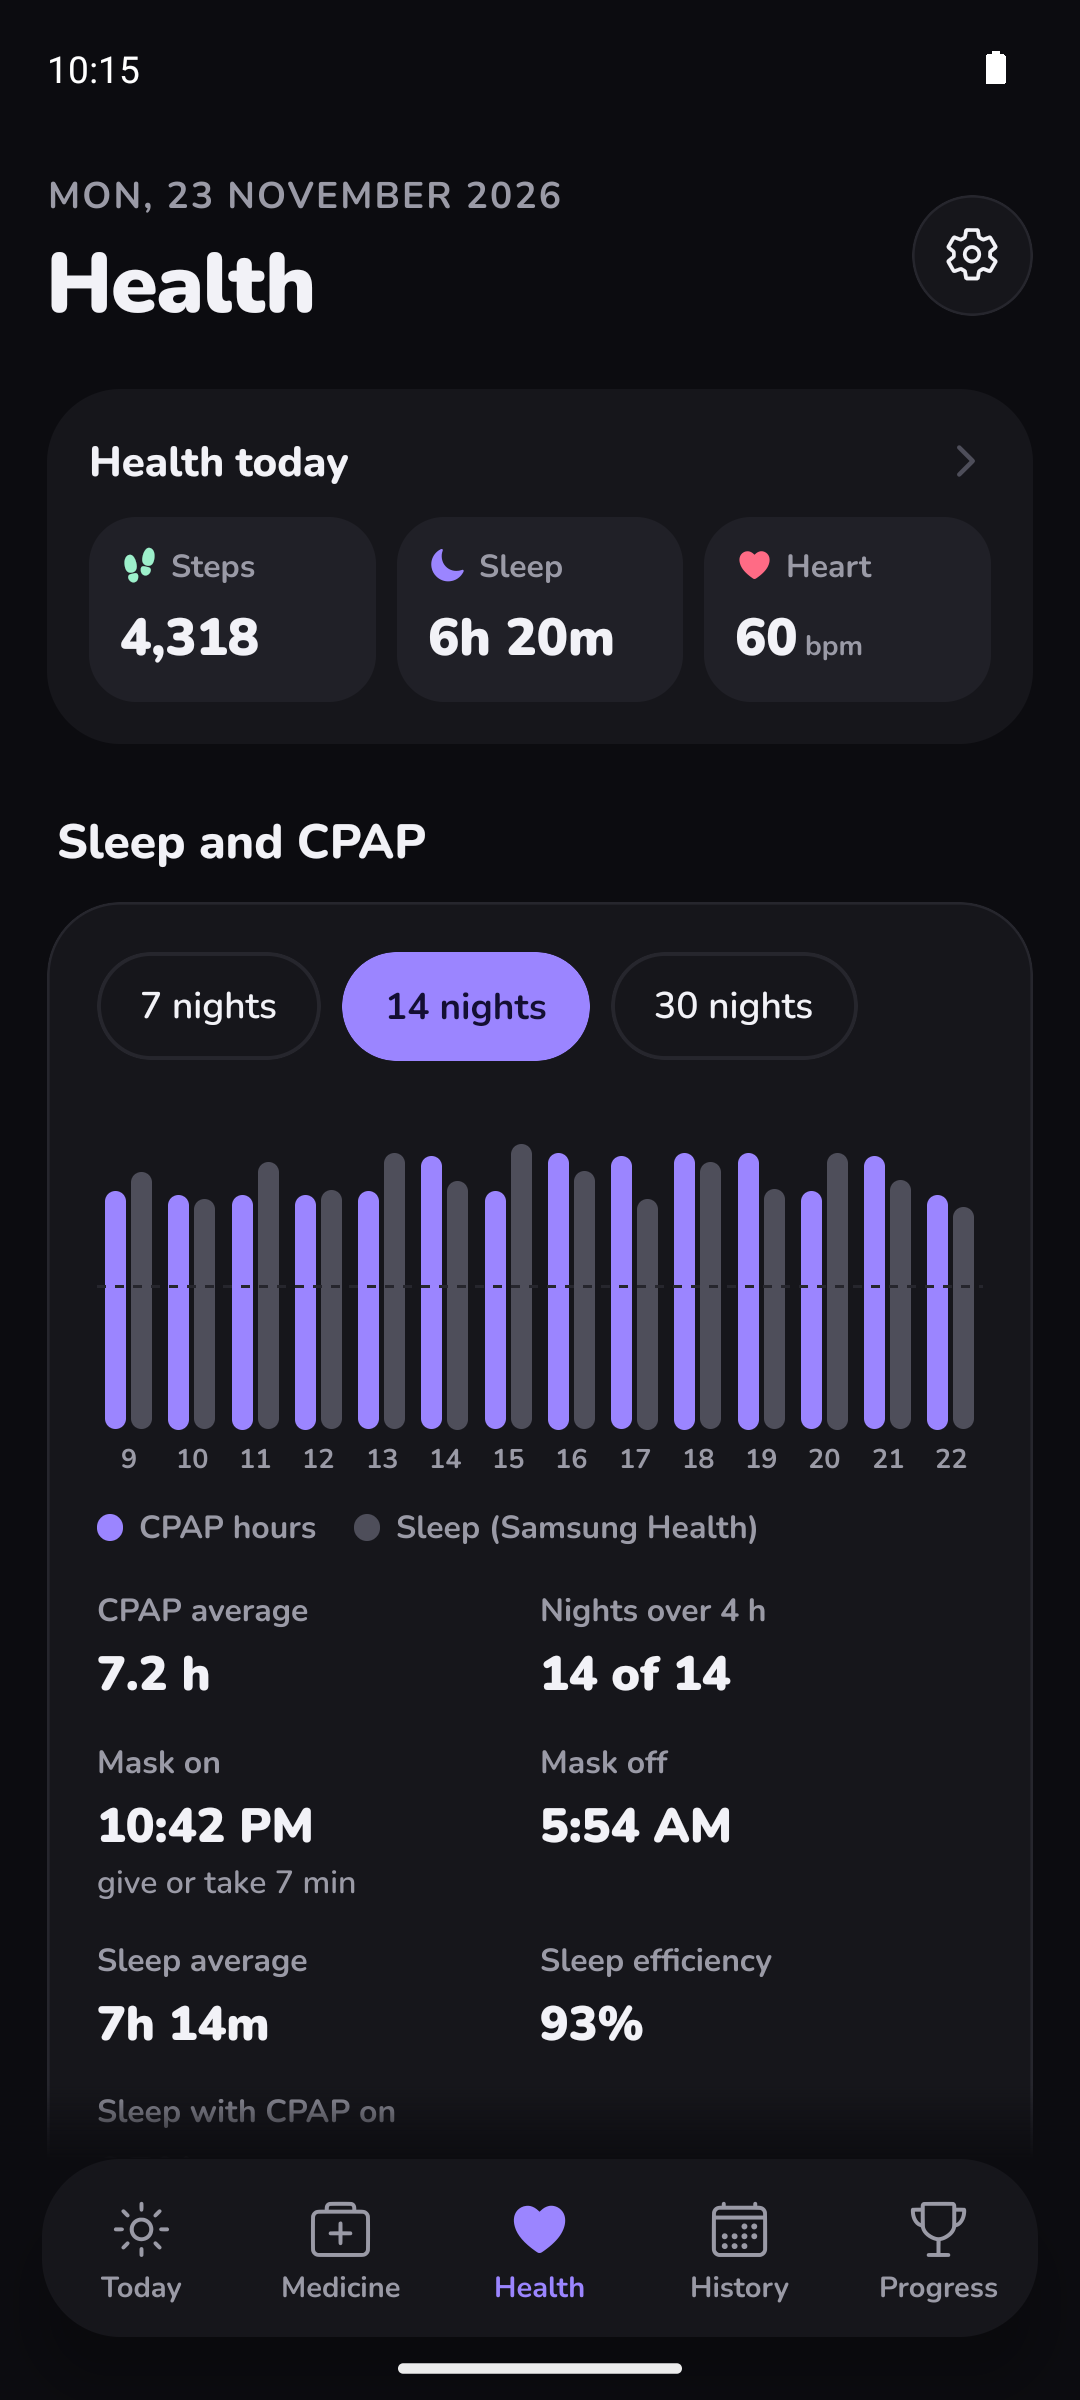 10:15
MON, 23 NOVEMBER 2026
Health
Health today
Steps
Sleep
Heart
4,318
6h 20m
60 bpm
Sleep and CPAP
7 nights
14 nights
30 nights
9 10 11 12 13 14 15 16 17 18 19 20 21 22
CPAP hours
Sleep (Samsung Health)
CPAP average
Nights over 4 h
7.2 h
14 of 14
Mask on
Mask off
10:42 PM
5:54 AM
give or take 7 min
Sleep average
Sleep efficiency
7h 14m
93%
Sleep with CPAP on
Today
Medicine
Health
History
Progress